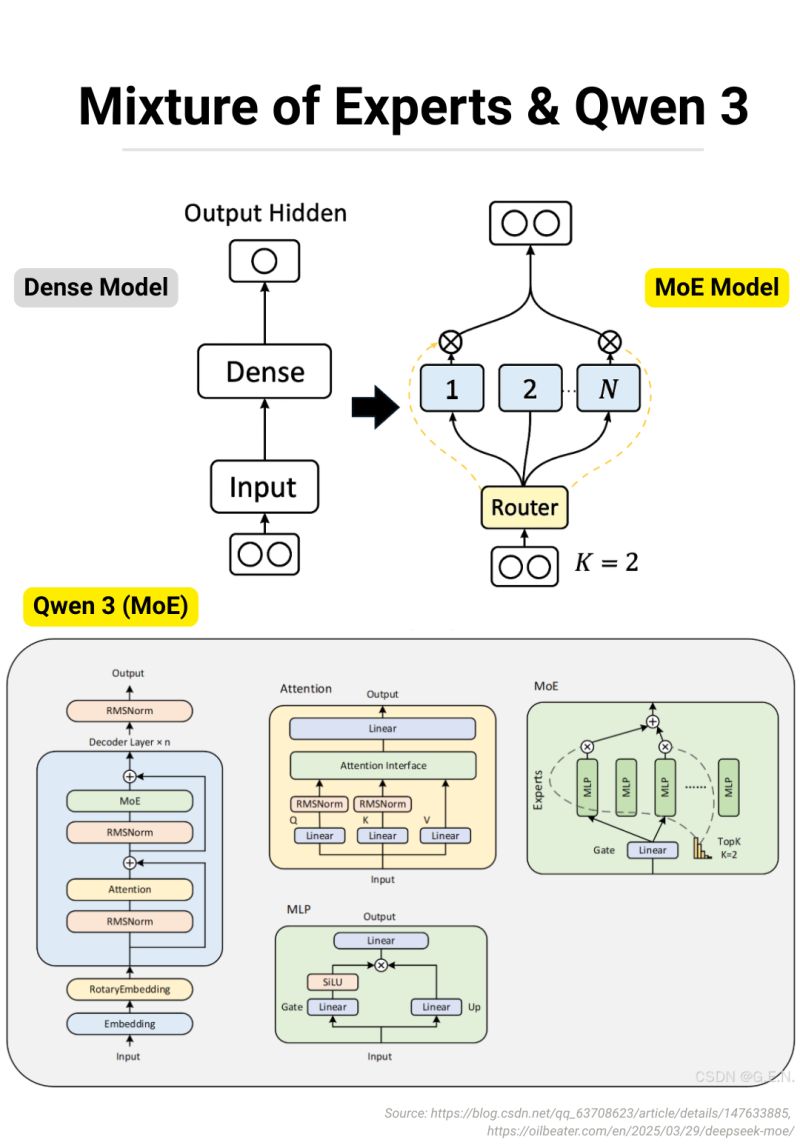 Mixture of Experts & Qwen 3
Output Hidden
Dense Model
MoE Model
Dense
1
2
...
N
Input
Router
K = 2
Qwen 3 (MoE)
Output
RMSNorm
Decoder Layer × n
MoE
RMSNorm
Attention
RMSNorm
RotaryEmbedding
Embedding
Input
Attention
Output
Linear
Attention Interface
RMSNorm
RMSNorm
Q
K
V
Linear
Linear
Linear
Input
MLP
Output
Linear
SiLU
Gate
Linear
Linear
Up
Input
MoE
Experts
MLP
MLP
MLP
......
MLP
Gate
Linear
TopK
K=2
CSDN @G.E.N.
Source: https://blog.csdn.net/qq_63708623/article/details/147633885,
https://oilbeater.com/en/2025/03/29/deepseek-moe/